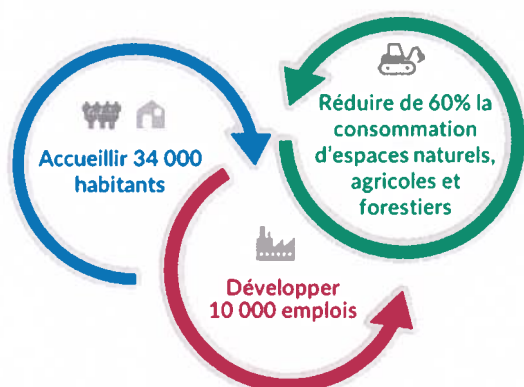 Accueillir 34 000
habitants
Réduire de 60% la
consommation
d'espaces naturels,
agricoles et
forestiers
Développer
10 000 emplois